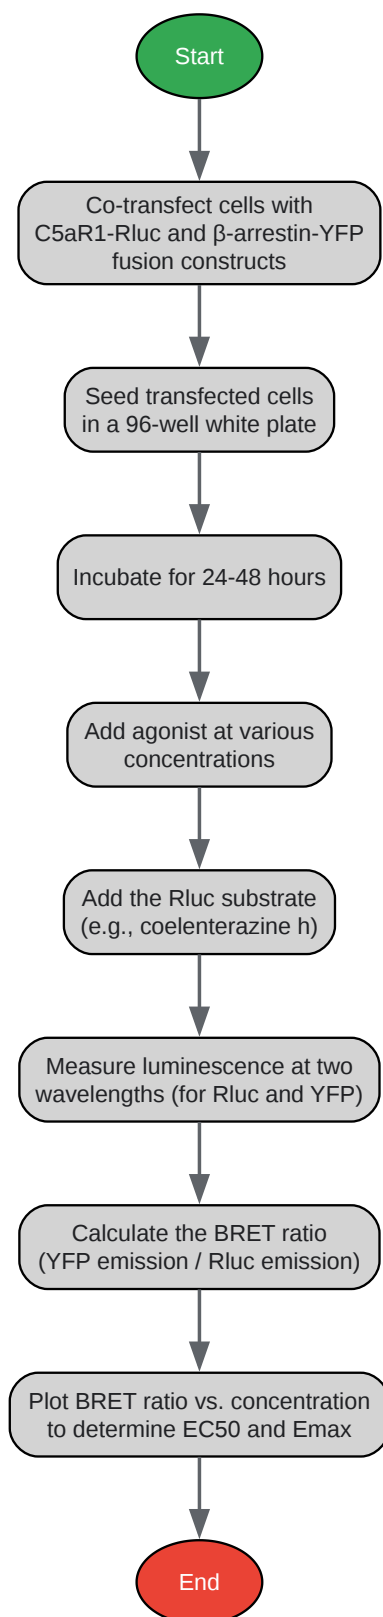 Start
Co-transfect cells with
C5aR1-Rluc and β-arrestin-YFP
fusion constructs
Seed transfected cells
in a 96-well white plate
Incubate for 24-48 hours
Add agonist at various
concentrations
Add the Rluc substrate
(e.g., coelenterazine h)
Measure luminescence at two
wavelengths (for Rluc and YFP)
Calculate the BRET ratio
(YFP emission / Rluc emission)
Plot BRET ratio vs. concentration
to determine EC50 and Emax
End